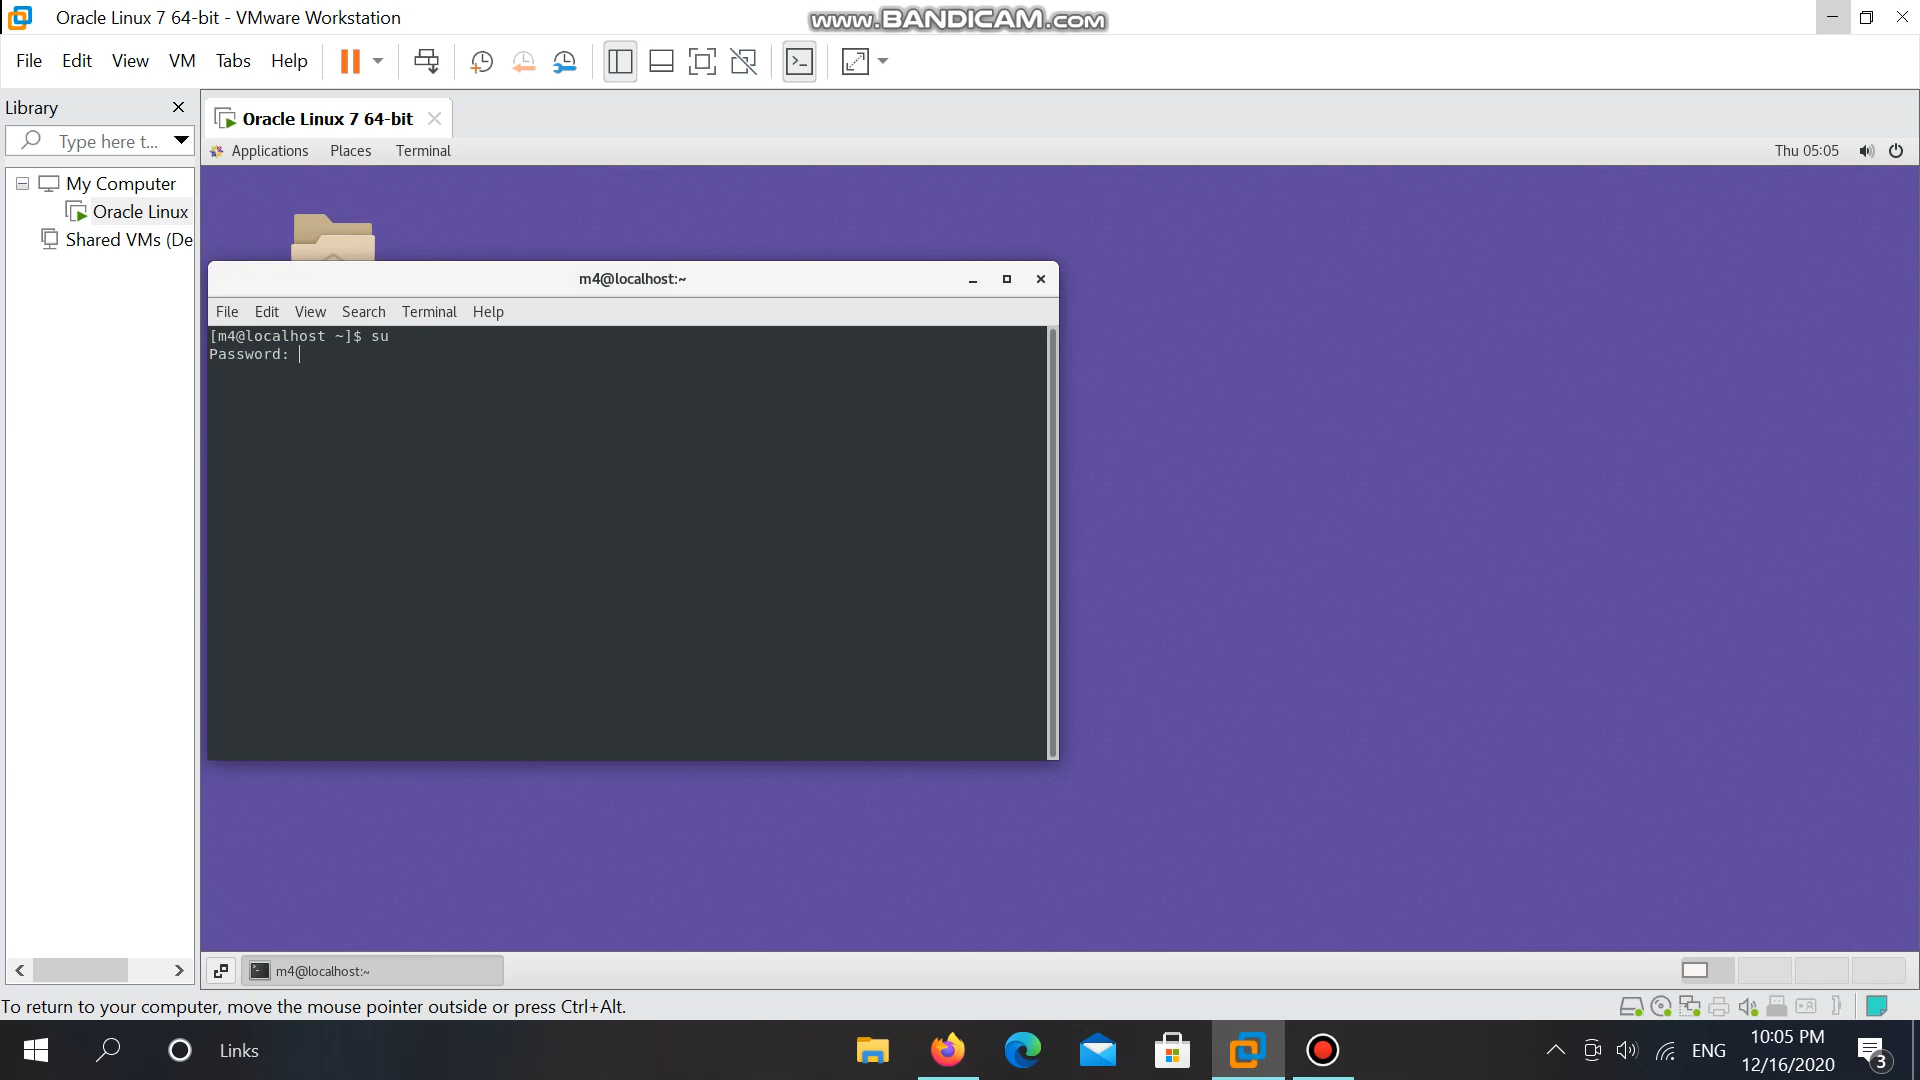 Oracle Linux 7 64-bit - VMware Workstation
www.BANDICAM.com
File Edit View VM Tabs Help
Library
Type here t...
My Computer
Oracle Linux
Shared VMs (De
Oracle Linux 7 64-bit
Applications Places Terminal
Thu 05:05
m4@localhost:~
File Edit View Search Terminal Help
[m4@localhost ~]$ su
Password:
m4@localhost:~
To return to your computer, move the mouse pointer outside or press Ctrl+Alt.
Links
ENG
10:05 PM
12/16/2020
3